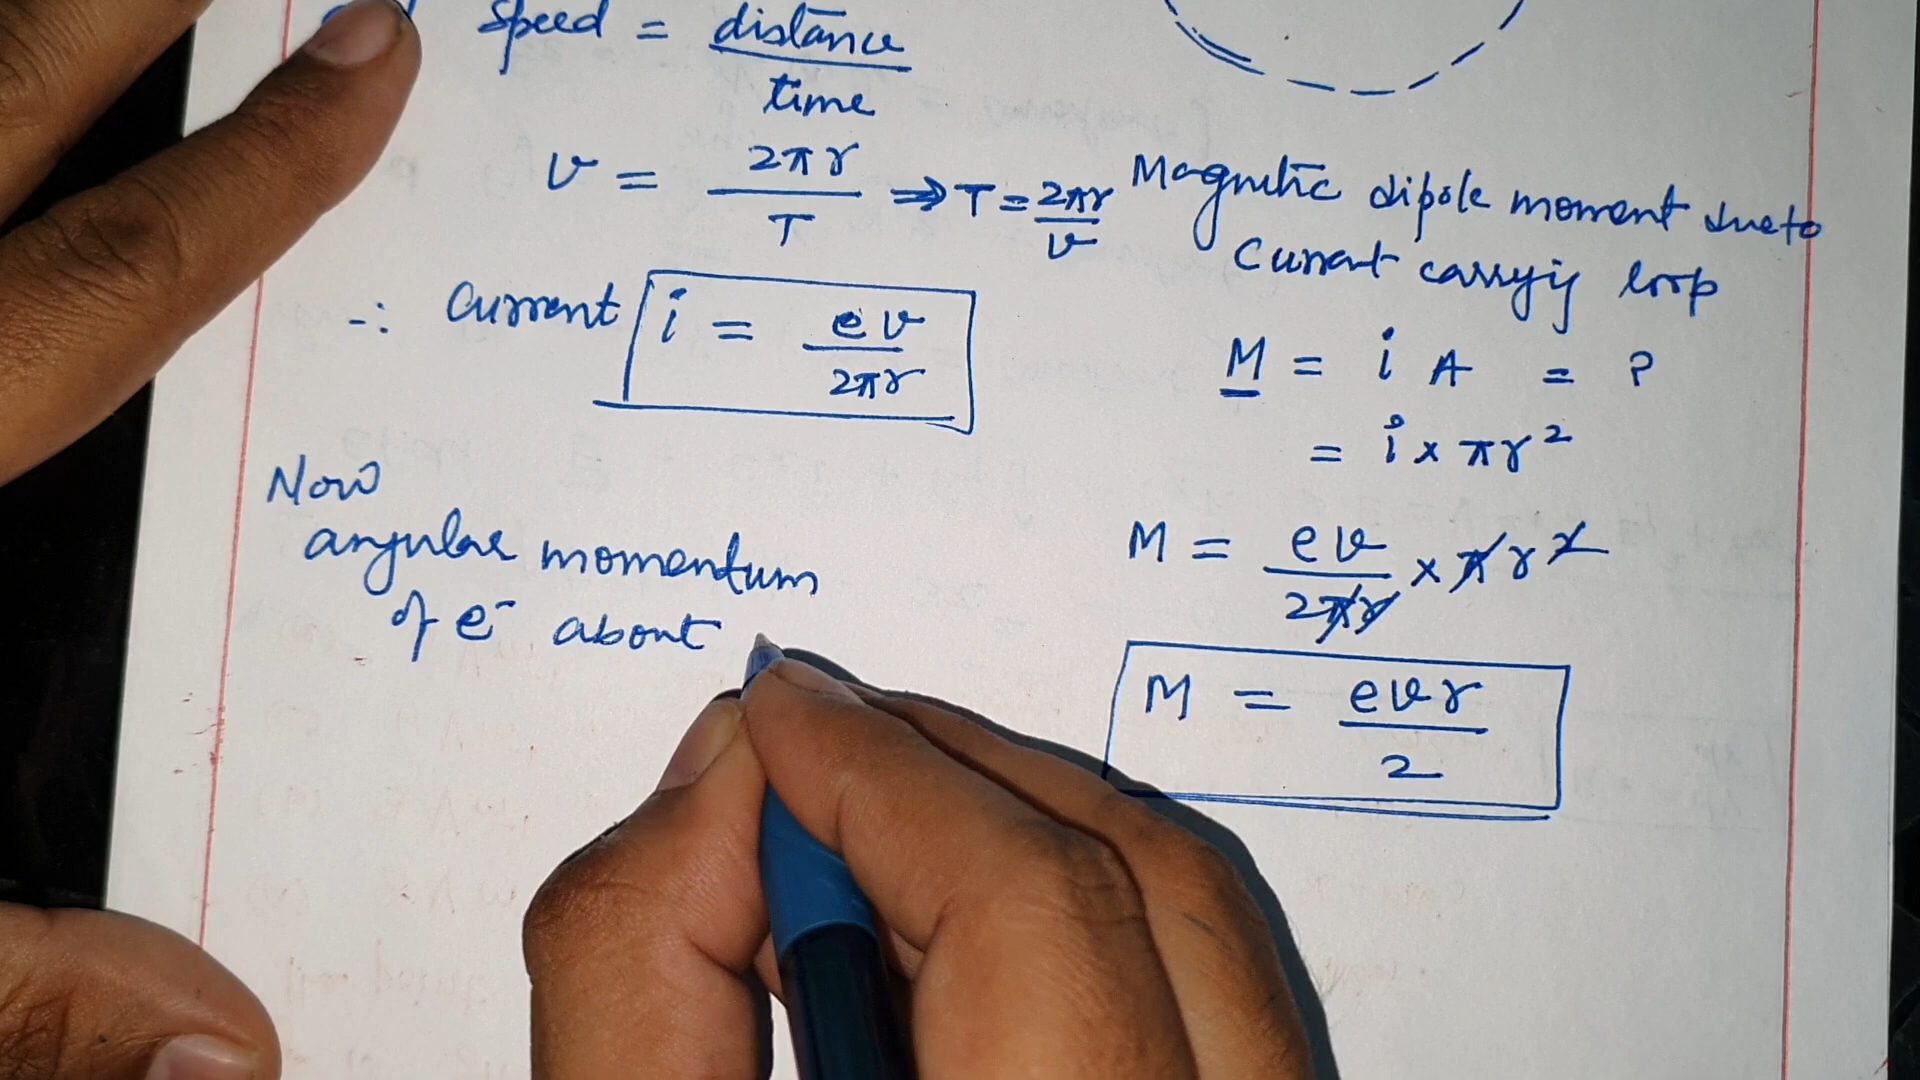 Speed = distance
time
v = 2πr
T
⇒ T = 2πr
v
∴ Current i = ev
2πr
Now
angular momentum
of e⁻ about
Magnetic dipole moment due to
Current carryig loop
M = i A = ?
= i × πr²
M = ev × πr²
2πr
M = evr
2